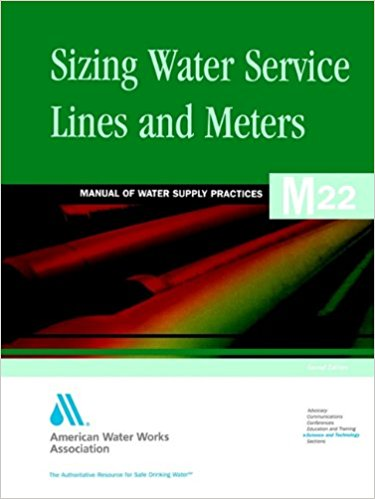 Sizing Water Service
Lines and Meters
MANUAL OF WATER SUPPLY PRACTICES
M22
Second Edition
American Water Works
Association
The Authoritative Resource for Safe Drinking Water℠
Advocacy
Communications
Conferences
Education and Training
Science and Technology
Sections